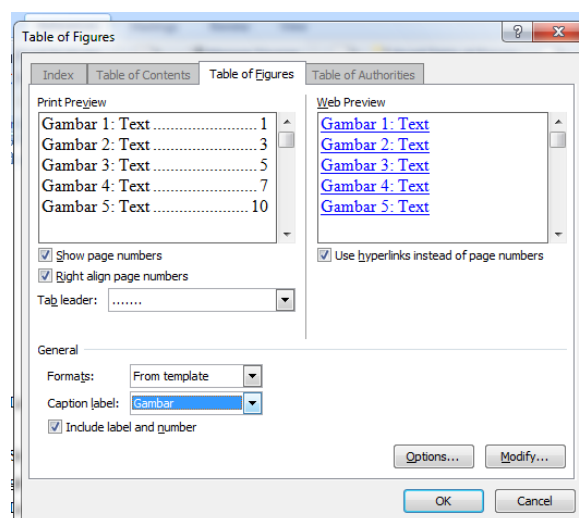 Table of Figures
Index Table of Contents Table of Figures Table of Authorities
Print Preview
Gambar 1: Text ........................... 1
Gambar 2: Text ........................... 3
Gambar 3: Text ........................... 5
Gambar 4: Text ........................... 7
Gambar 5: Text ......................... 10
Web Preview
Gambar 1: Text
Gambar 2: Text
Gambar 3: Text
Gambar 4: Text
Gambar 5: Text
Show page numbers
Right align page numbers
Tab leader: .......
Use hyperlinks instead of page numbers
General
Formats: From template
Caption label: Gambar
Include label and number
Options... Modify...
OK Cancel